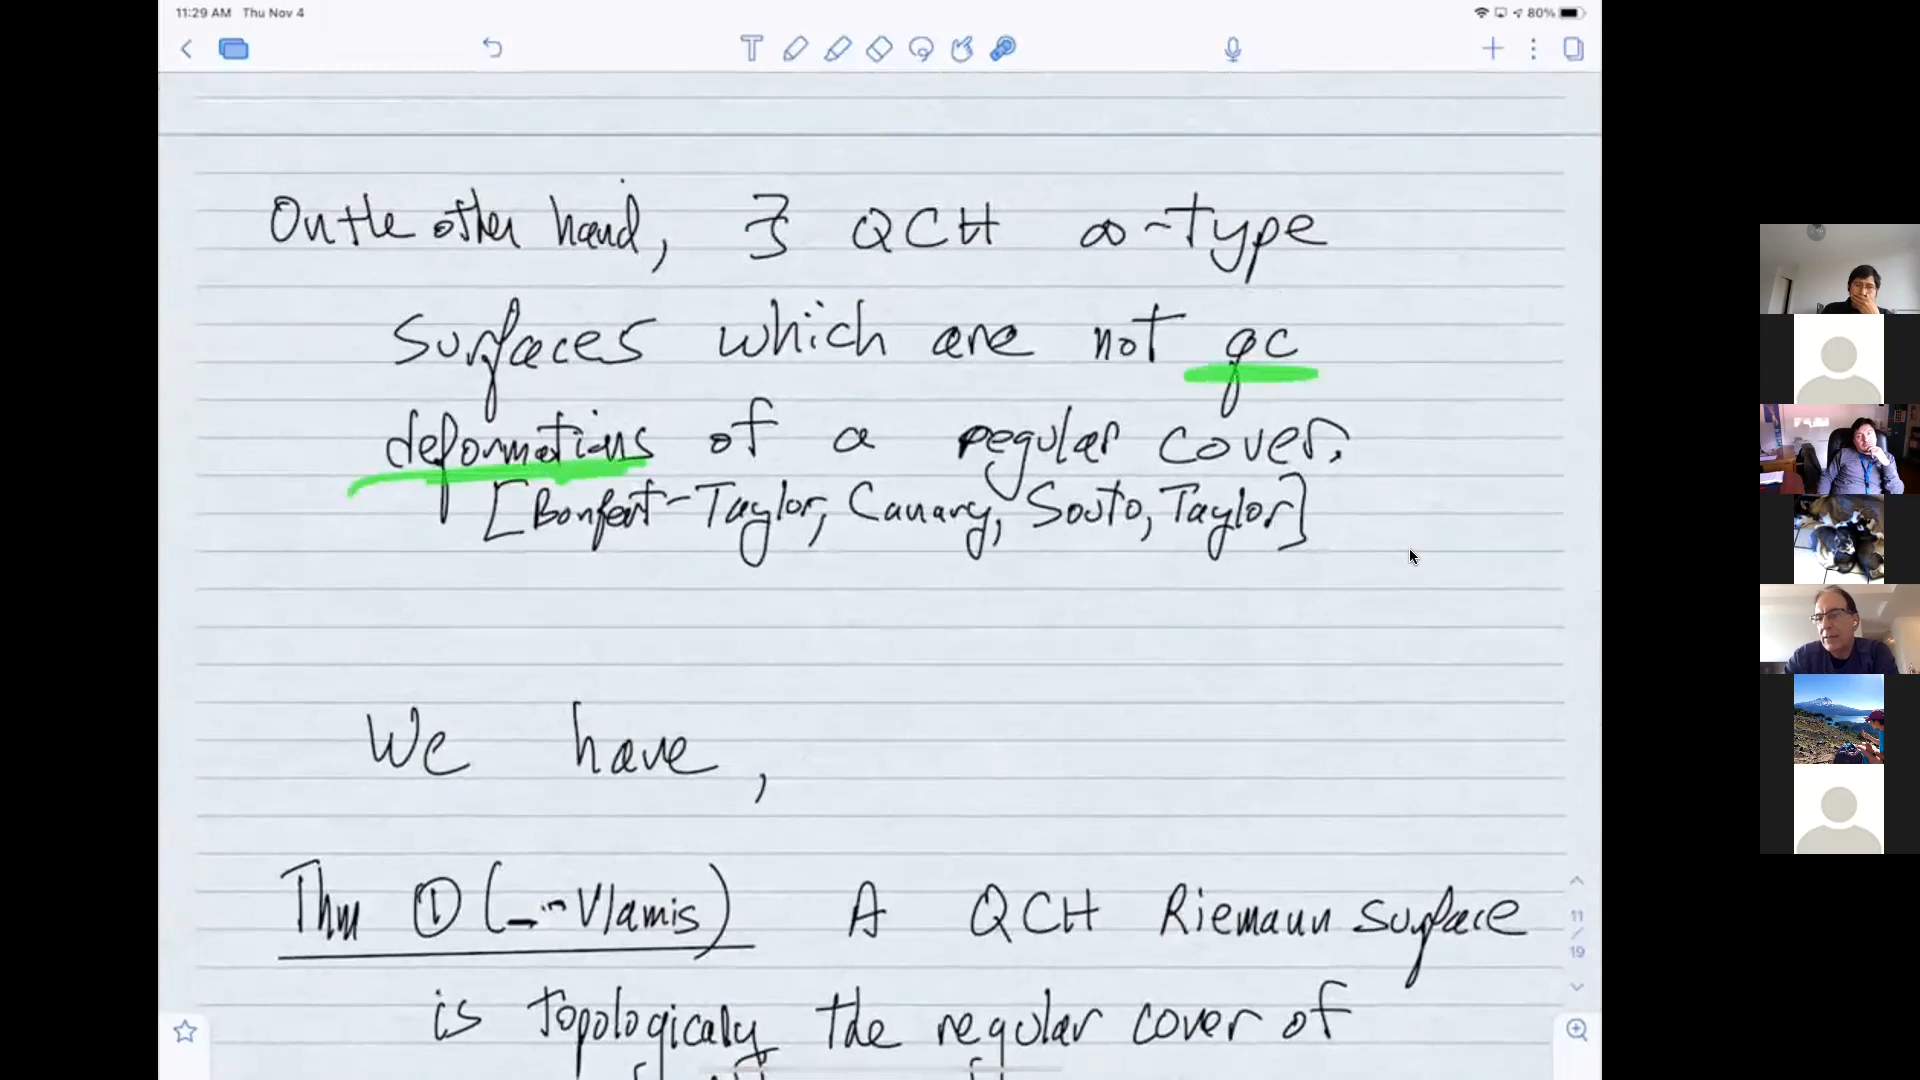 11:29 AM Thu Nov 4
80%
On the other hand, ∃ QCH ∞-type
surfaces which are not qc
deformations of a regular cover.
[Bonfert-Taylor, Canary, Souto, Taylor]
We have,
Thm ① (_-Vlamis) A QCH Riemann surface
is topologicaly the regular cover of
11
/
19